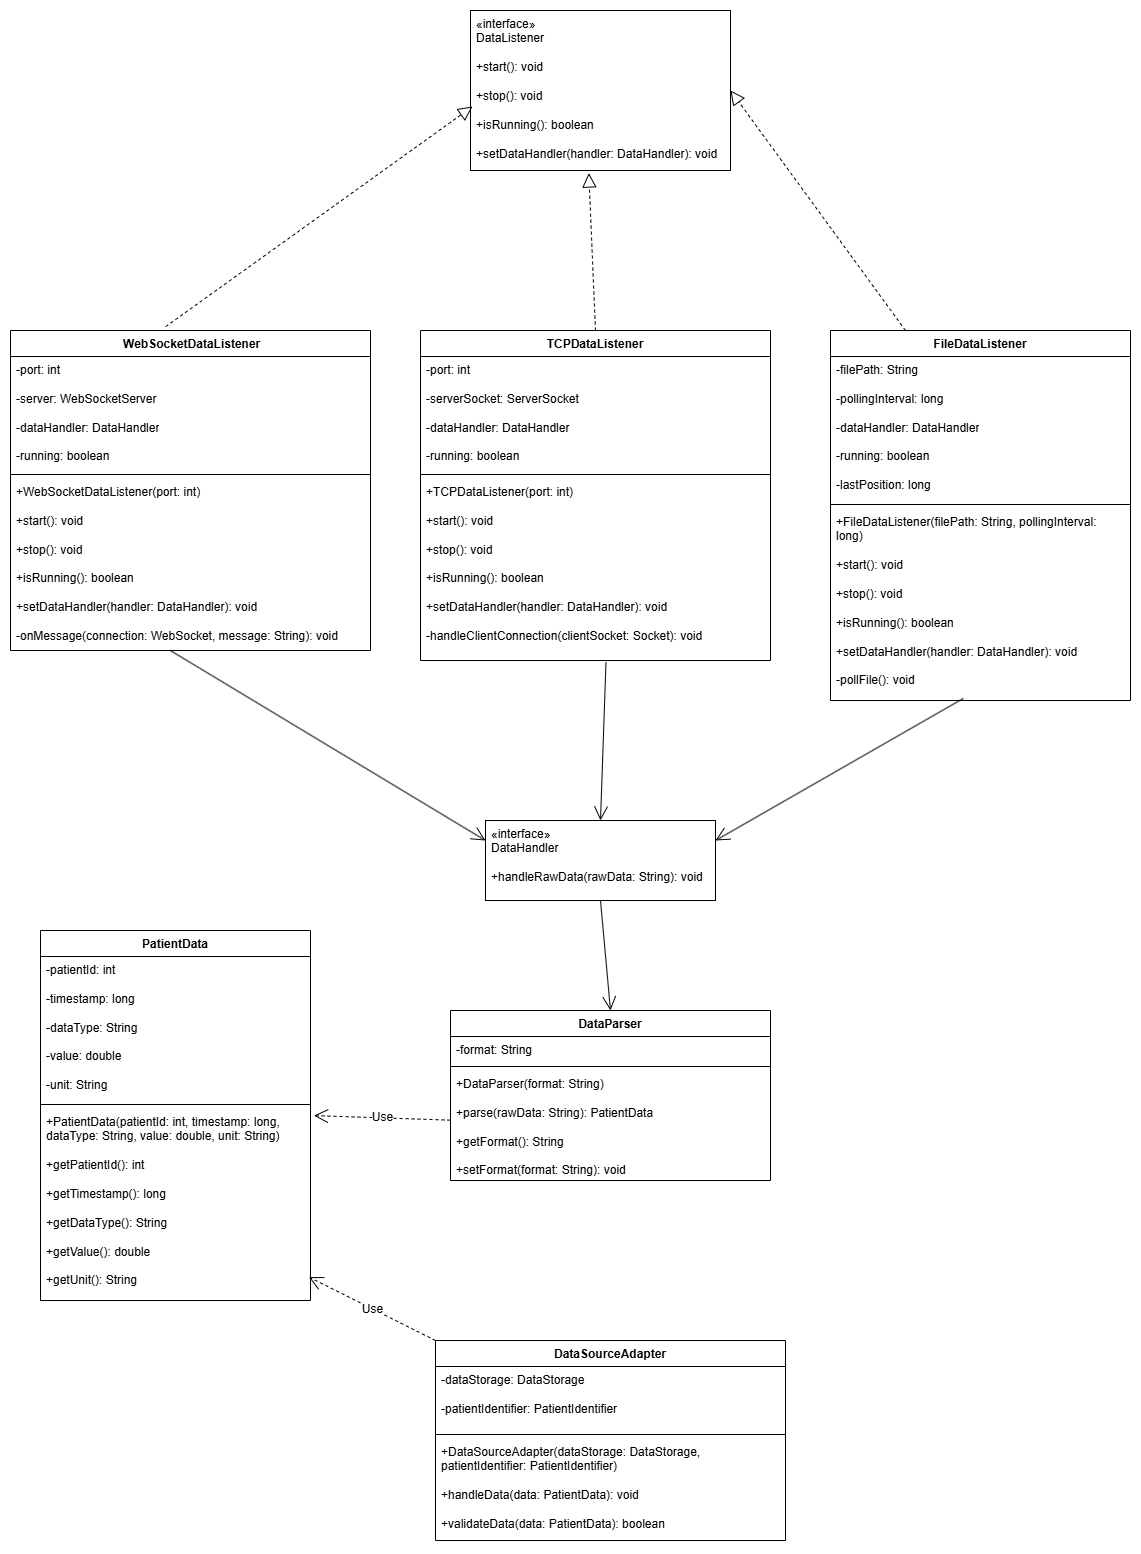 «interface»
DataListener
+start(): void
+stop(): void
+isRunning(): boolean
+setDataHandler(handler: DataHandler): void
WebSocketDataListener
-port: int
-server: WebSocketServer
-dataHandler: DataHandler
-running: boolean
+WebSocketDataListener(port: int)
+start(): void
+stop(): void
+isRunning(): boolean
+setDataHandler(handler: DataHandler): void
-onMessage(connection: WebSocket, message: String): void
TCPDataListener
-port: int
-serverSocket: ServerSocket
-dataHandler: DataHandler
-running: boolean
+TCPDataListener(port: int)
+start(): void
+stop(): void
+isRunning(): boolean
+setDataHandler(handler: DataHandler): void
-handleClientConnection(clientSocket: Socket): void
FileDataListener
-filePath: String
-pollingInterval: long
-dataHandler: DataHandler
-running: boolean
-lastPosition: long
+FileDataListener(filePath: String, pollingInterval:
long)
+start(): void
+stop(): void
+isRunning(): boolean
+setDataHandler(handler: DataHandler): void
-pollFile(): void
«interface»
DataHandler
+handleRawData(rawData: String): void
PatientData
-patientId: int
-timestamp: long
-dataType: String
-value: double
-unit: String
+PatientData(patientId: int, timestamp: long,
dataType: String, value: double, unit: String)
+getPatientId(): int
+getTimestamp(): long
+getDataType(): String
+getValue(): double
+getUnit(): String
Use
DataParser
-format: String
+DataParser(format: String)
+parse(rawData: String): PatientData
+getFormat(): String
+setFormat(format: String): void
Use
DataSourceAdapter
-dataStorage: DataStorage
-patientIdentifier: PatientIdentifier
+DataSourceAdapter(dataStorage: DataStorage,
patientIdentifier: PatientIdentifier)
+handleData(data: PatientData): void
+validateData(data: PatientData): boolean